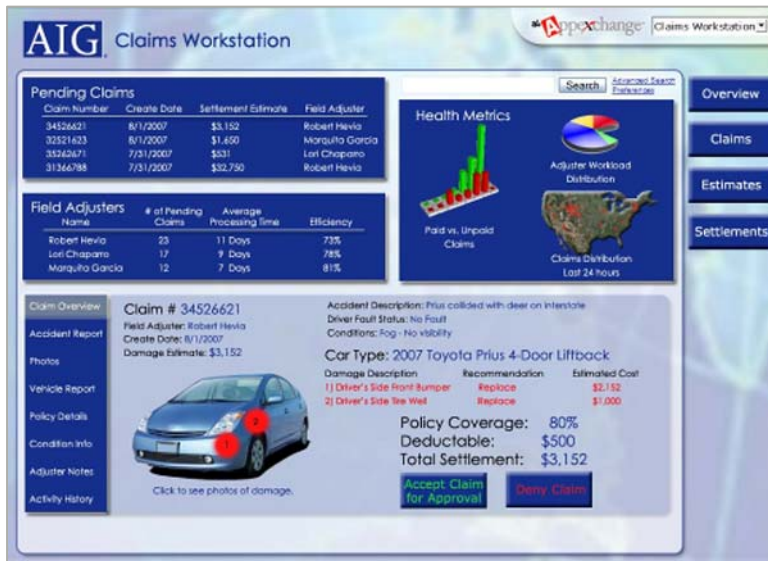 AIG Claims Workstation
Appexchange Claims Workstation
Search Advanced Search
Preferences
Overview
Claims
Estimates
Settlements
Pending Claims
Claim Number Create Date Settlement Estimate Field Adjuster
34526621 8/1/2007 $3,152 Robert Hevia
32521623 8/1/2007 $1,650 Marquita Garcia
35262671 7/31/2007 $531 Lori Chaparro
31366788 7/31/2007 $32,750 Robert Hevia
Field Adjusters
Name # of Pending Claims Average Processing Time Efficiency
Robert Hevia 23 11 Days 73%
Lori Chaparro 17 9 Days 78%
Marquita Garcia 12 7 Days 81%
Health Metrics
Paid vs. Unpaid
Claims
Adjuster Workload
Distribution
Claims Distribution
Last 24 hours
Claim Overview
Accident Report
Photos
Vehicle Report
Policy Details
Condition Info
Adjuster Notes
Activity History
Claim # 34526621
Field Adjuster: Robert Hevia
Create Date: 8/1/2007
Damage Estimate: $3,152
1
2
Click to see photos of damage.
Accident Description: Prius collided with deer on interstate
Driver Fault Status: No Fault
Conditions: Fog - No visibility
Car Type: 2007 Toyota Prius 4-Door Liftback
Damage Description Recommendation Estimated Cost
1) Driver's Side Front Bumper Replace $2,152
2) Driver's Side Tire Well Replace $1,000
Policy Coverage: 80%
Deductable: $500
Total Settlement: $3,152
Accept Claim
for Approval
Deny Claim